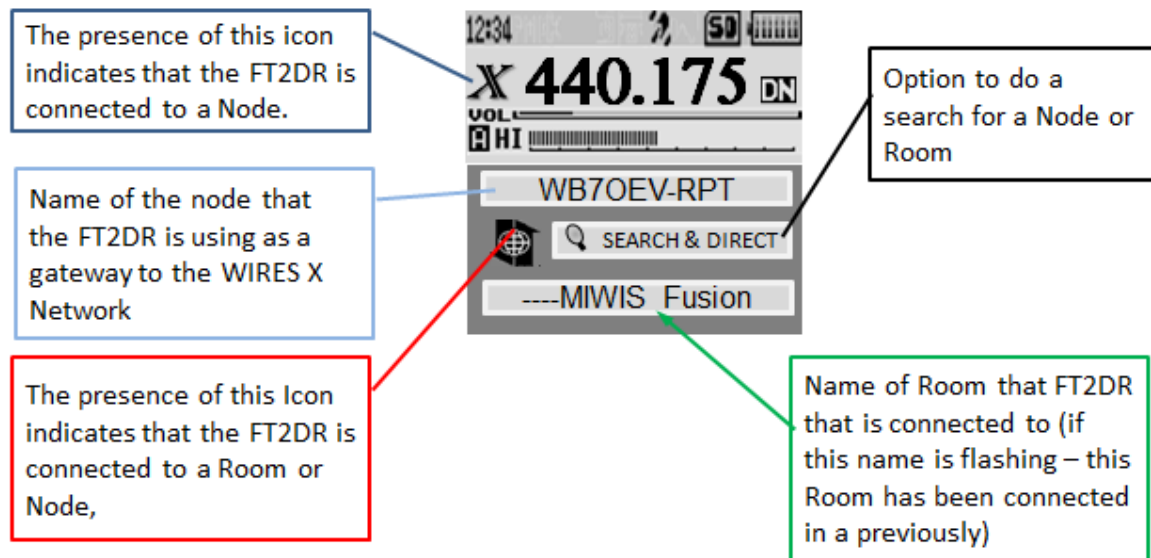 The presence of this icon
indicates that the FT2DR is
connected to a Node.
Name of the node that
the FT2DR is using as a
gateway to the WIRES X
Network
The presence of this Icon
indicates that the FT2DR is
connected to a Room or
Node,
12:34
SD
X 440.175 DN
VOL
A HI
WB7OEV-RPT
SEARCH & DIRECT
----MIWIS Fusion
Option to do a
search for a Node or
Room
Name of Room that FT2DR
that is connected to (if
this name is flashing – this
Room has been connected
in a previously)